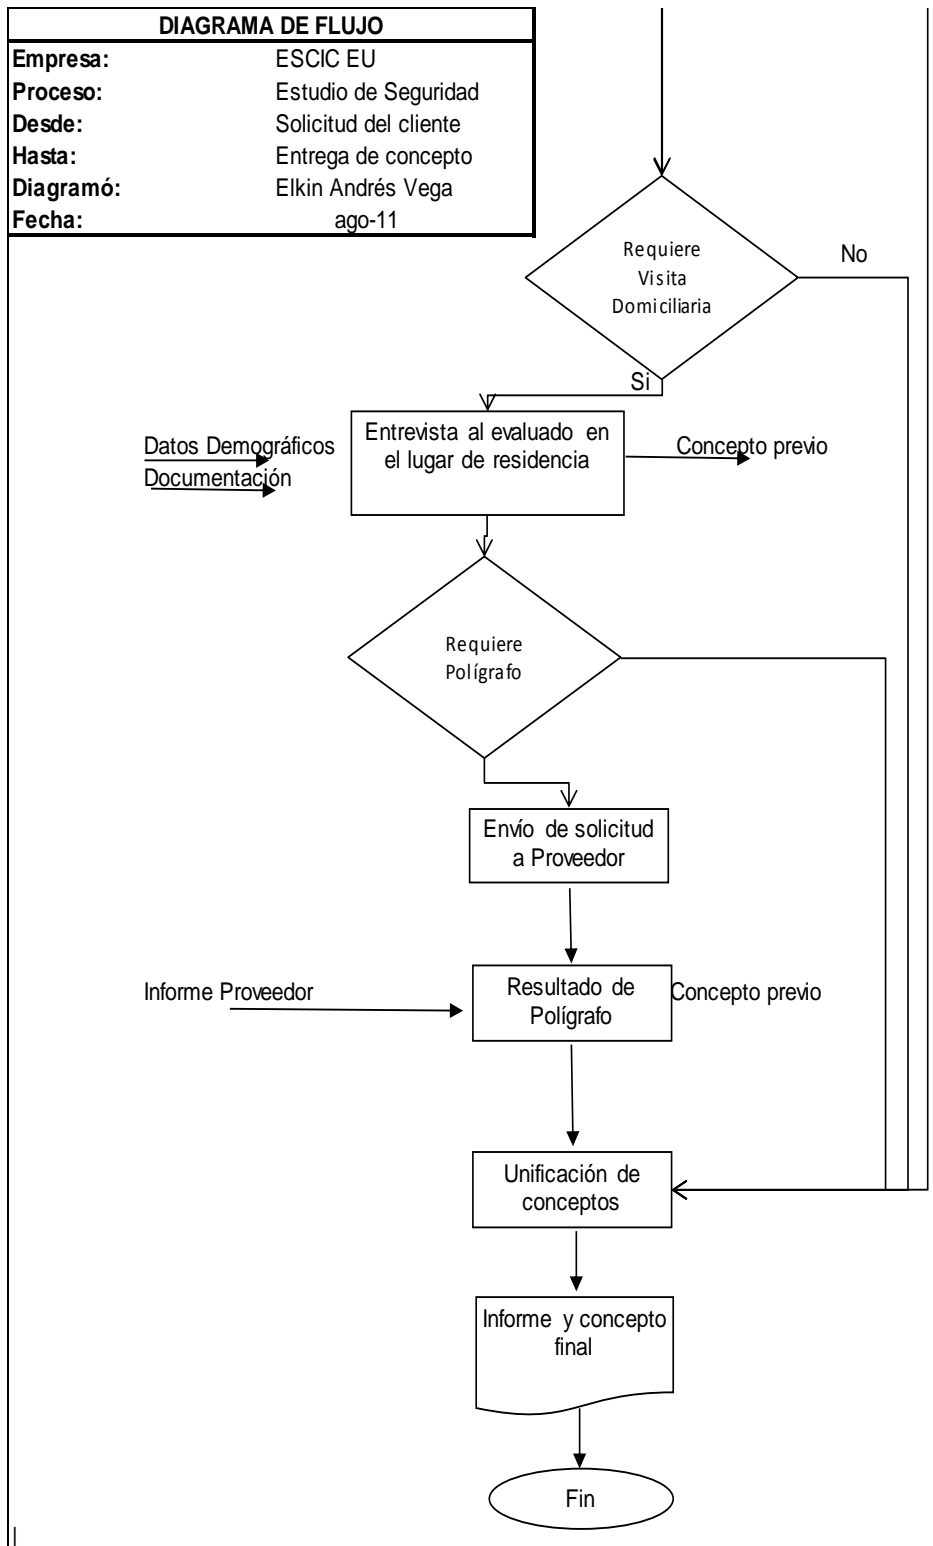 DIAGRAMA DE FLUJO
Empresa: ESCIC EU
Proceso: Estudio de Seguridad
Desde: Solicitud del cliente
Hasta: Entrega de concepto
Diagramó: Elkin Andrés Vega
Fecha: ago-11
Requiere
Visita
Domiciliaria
No
Si
Entrevista al evaluado en
el lugar de residencia
Datos Demográficos
Documentación
Concepto previo
Requiere
Polígrafo
Envío de solicitud
a Proveedor
Informe Proveedor
Resultado de
Polígrafo
Concepto previo
Unificación de
conceptos
Informe y concepto
final
Fin